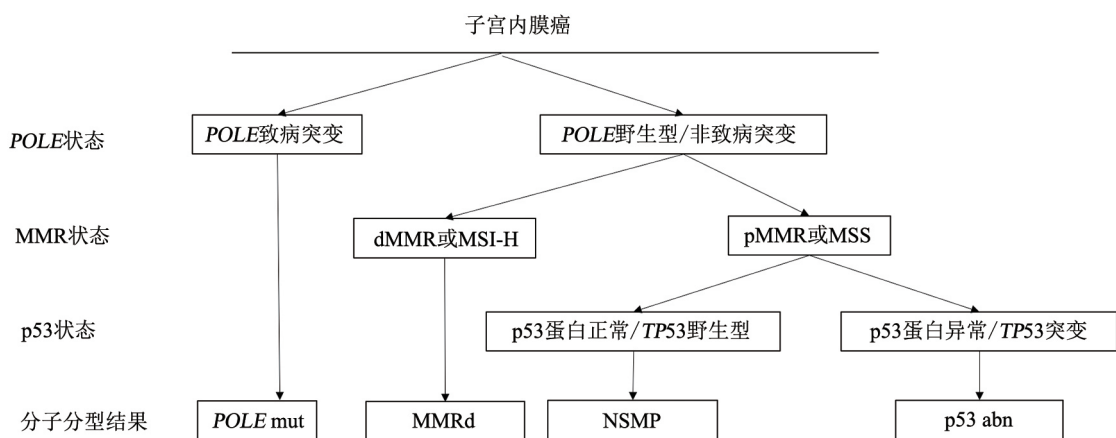 子宫内膜癌
POLE状态
POLE致病突变
POLE野生型/非致病突变
MMR状态
dMMR或MSI-H
pMMR或MSS
p53状态
p53蛋白正常/TP53野生型
p53蛋白异常/TP53突变
分子分型结果
POLE mut
MMRd
NSMP
p53 abn